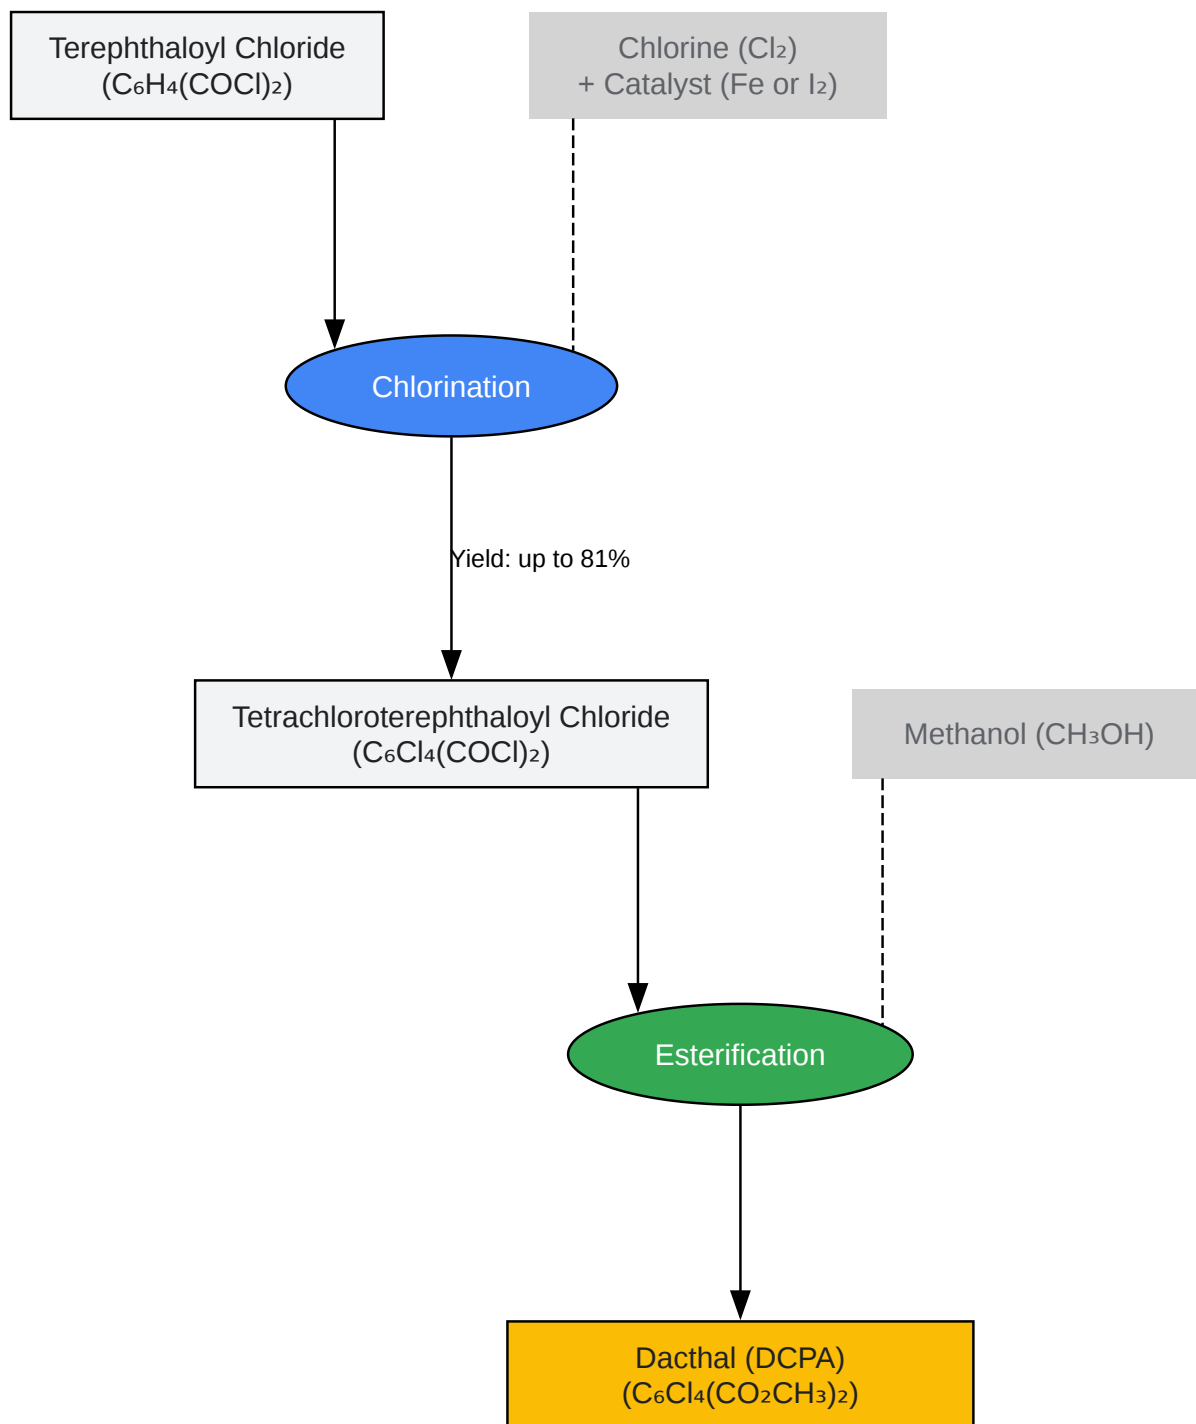 Terephthaloyl Chloride
(C₆H₄(COCl)₂)
Chlorine (Cl₂)
+ Catalyst (Fe or I₂)
Chlorination
Yield: up to 81%
Tetrachloroterephthaloyl Chloride
(C₆Cl₄(COCl)₂)
Methanol (CH₃OH)
Esterification
Dacthal (DCPA)
(C₆Cl₄(CO₂CH₃)₂)